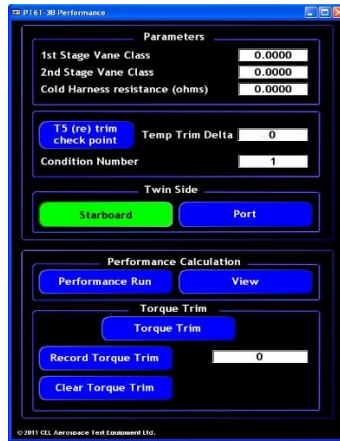 PT6T-3B Performance
Parameters
1st Stage Vane Class 0.0000
2nd Stage Vane Class 0.0000
Cold Harness resistance (ohms) 0.0000
T5 (re) trim
check point
Temp Trim Delta 0
Condition Number 1
Twin Side
Starboard Port
Performance Calculation
Performance Run View
Torque Trim
Torque Trim
Record Torque Trim 0
Clear Torque Trim
© 2011 CEL Aerospace Test Equipment Ltd.